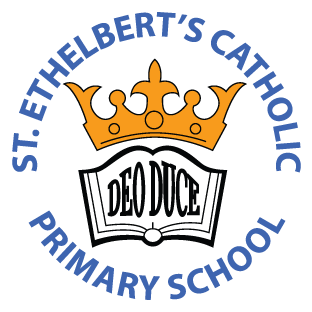 ST. ETHELBERT'S CATHOLIC
DEO DUCE
PRIMARY SCHOOL